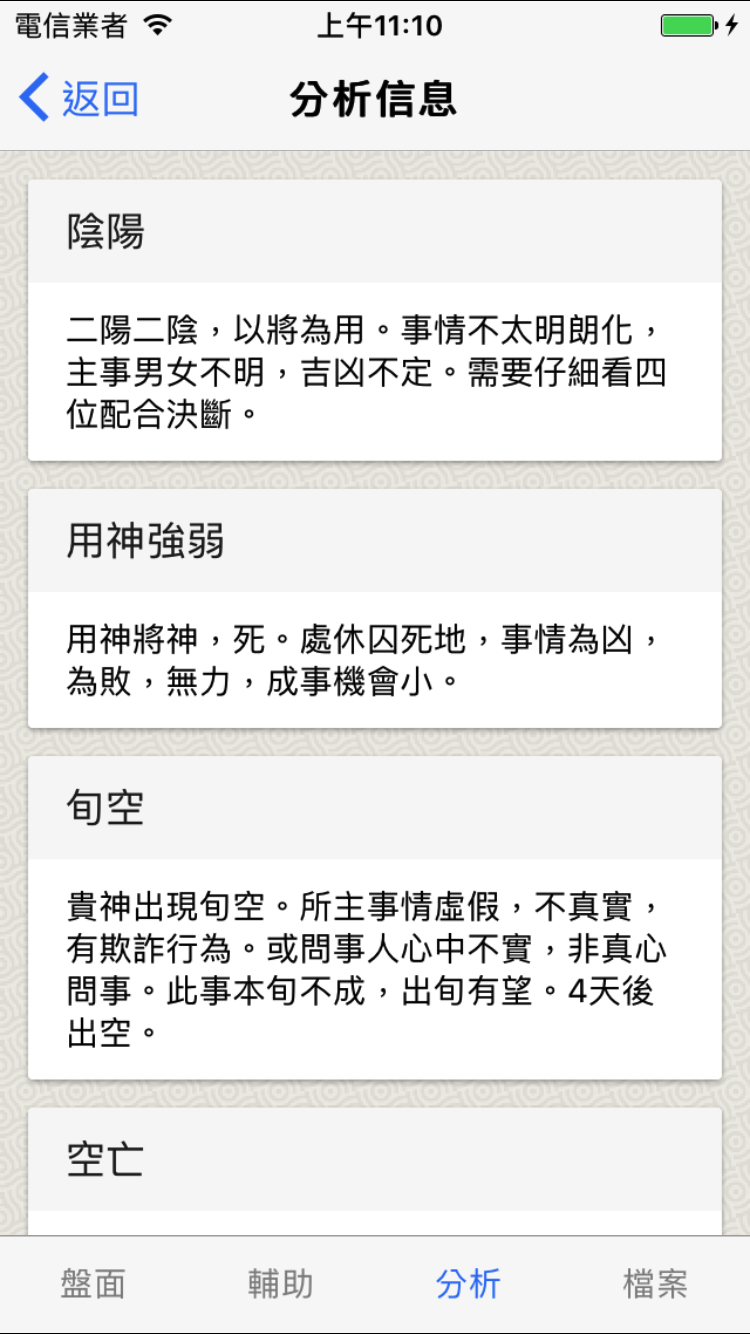 電信業者 上午11:10
返回 分析信息
陰陽
二陽二陰，以將為用。事情不太明朗化，
主事男女不明，吉凶不定。需要仔細看四
位配合決斷。
用神強弱
用神將神，死。處休囚死地，事情為凶，
為敗，無力，成事機會小。
旬空
貴神出現旬空。所主事情虛假，不真實，
有欺詐行為。或問事人心中不實，非真心
問事。此事本旬不成，出旬有望。4天後
出空。
空亡
盤面 輔助 分析 檔案